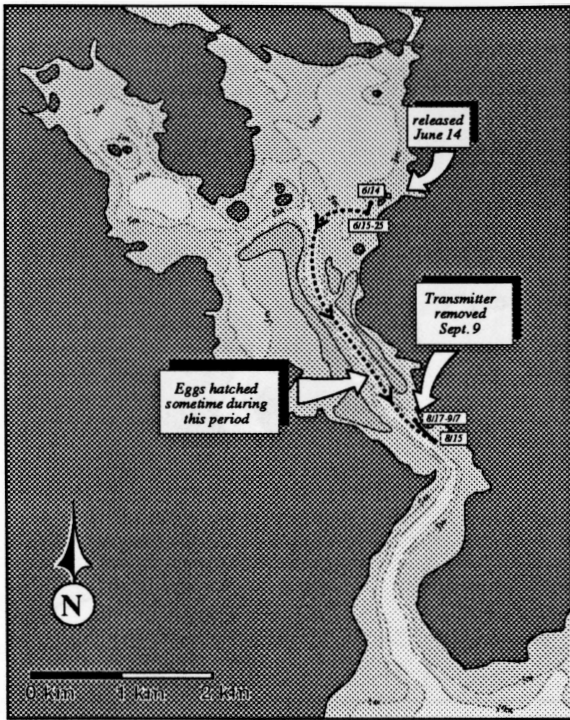 released
June 14
6/14
6/15-25
Transmitter
removed
Sept. 9
Eggs hatched
sometime during
this period
8/17-9/7
8/15
N
0 km
1 km
2 km